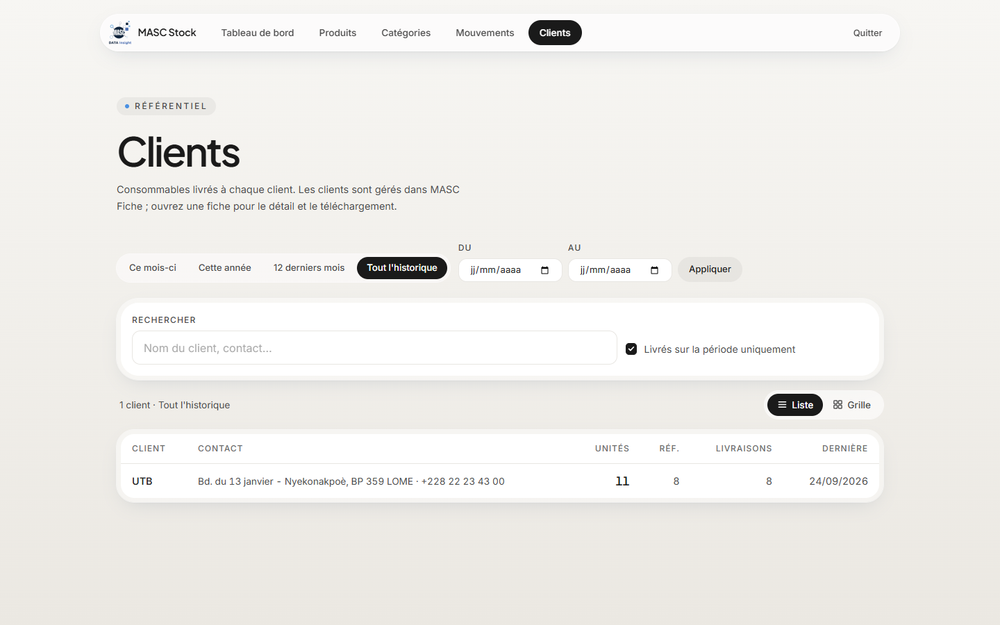 MASC
DATA Insight
MASC Stock
Tableau de bord
Produits
Catégories
Mouvements
Clients
Quitter
RÉFÉRENTIEL
Clients
Consommables livrés à chaque client. Les clients sont gérés dans MASC
Fiche ; ouvrez une fiche pour le détail et le téléchargement.
DU
AU
Ce mois-ci
Cette année
12 derniers mois
Tout l'historique
jj/mm/aaaa
jj/mm/aaaa
Appliquer
RECHERCHER
Nom du client, contact...
Livrés sur la période uniquement
1 client · Tout l'historique
Liste
Grille
CLIENT CONTACT UNITÉS RÉF. LIVRAISONS DERNIÈRE
UTB Bd. du 13 janvier - Nyekonakpoè, BP 359 LOME · +228 22 23 43 00 11 8 8 24/09/2026